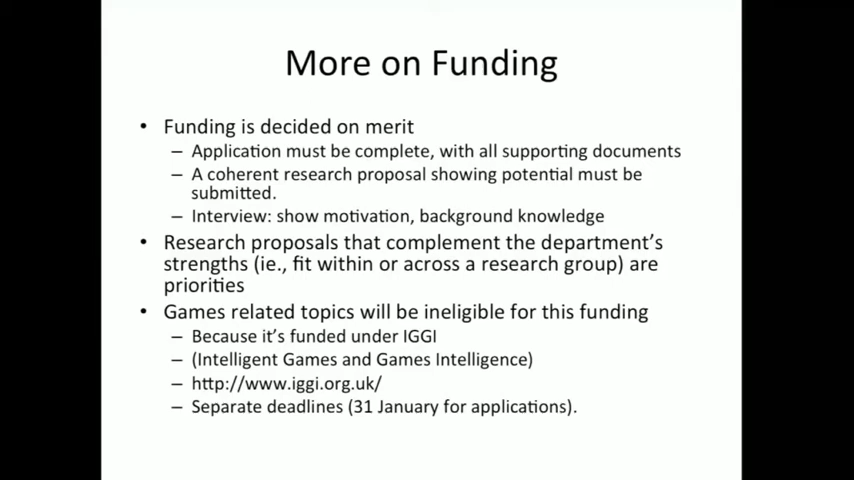 More on Funding
• Funding is decided on merit
– Application must be complete, with all supporting documents
– A coherent research proposal showing potential must be
submitted.
– Interview: show motivation, background knowledge
• Research proposals that complement the department's
strengths (ie., fit within or across a research group) are
priorities
• Games related topics will be ineligible for this funding
– Because it's funded under IGGI
– (Intelligent Games and Games Intelligence)
– http://www.iggi.org.uk/
– Separate deadlines (31 January for applications).